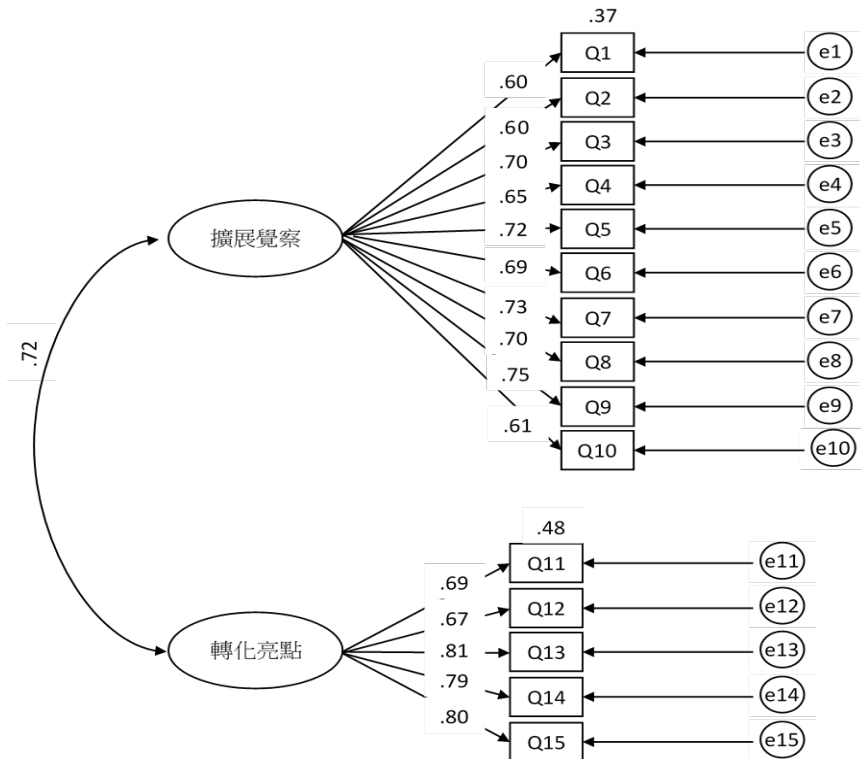 .37
Q1
e1
.60
Q2
e2
.60
Q3
e3
.70
Q4
e4
.65
Q5
e5
.72
Q6
e6
.69
Q7
e7
.73
Q8
e8
.70
Q9
e9
.75
Q10
e10
.61
擴展覺察
.72
.48
Q11
e11
.69
Q12
e12
.67
Q13
e13
.81
Q14
e14
.79
Q15
e15
.80
轉化亮點